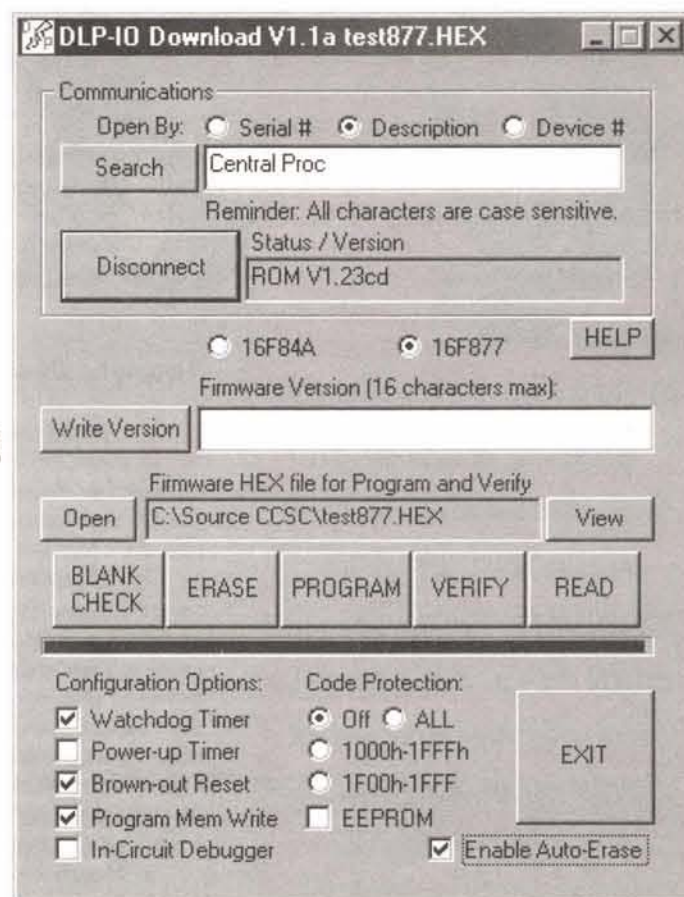 DLP-IO Download V1.1a test877.HEX
Communications
Open By: Serial # Description Device #
Search Central Proc
Reminder: All characters are case sensitive.
Status / Version
Disconnect ROM V1.23cd
16F84A 16F877 HELP
Firmware Version (16 characters max):
Write Version
Firmware HEX file for Program and Verify
Open C:\Source CCSC\test877.HEX View
BLANK CHECK ERASE PROGRAM VERIFY READ
Configuration Options: Code Protection:
Watchdog Timer Off ALL
Power-up Timer 1000h-1FFFh EXIT
Brown-out Reset 1F00h-1FFF
Program Mem Write EEPROM
In-Circuit Debugger Enable Auto-Erase